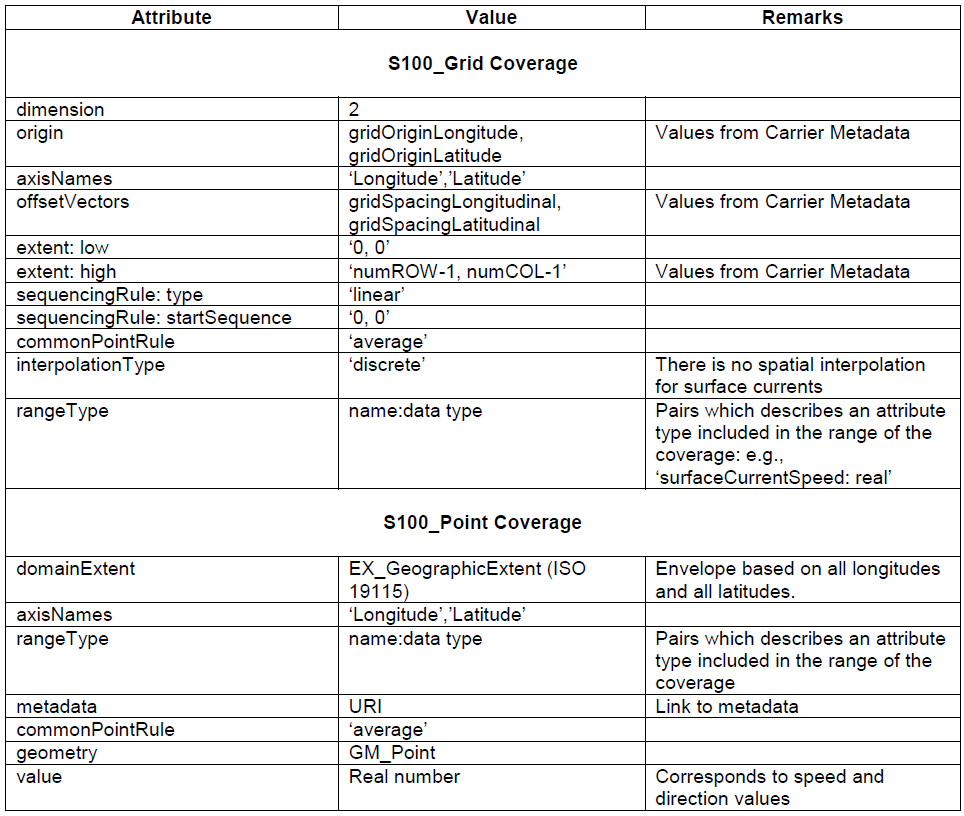 Attribute Value Remarks
S100_Grid Coverage
dimension 2
origin gridOriginLongitude, Values from Carrier Metadata
gridOriginLatitude
axisNames ‘Longitude’,’Latitude’
offsetVectors gridSpacingLongitudinal, Values from Carrier Metadata
gridSpacingLatitudinal
extent: low ‘0, 0’
extent: high ‘numROW-1, numCOL-1’ Values from Carrier Metadata
sequencingRule: type ‘linear’
sequencingRule: startSequence ‘0, 0’
commonPointRule ‘average’
interpolationType ‘discrete’ There is no spatial interpolation
for surface currents
rangeType name:data type Pairs which describes an attribute
type included in the range of the
coverage: e.g.,
‘surfaceCurrentSpeed: real’
S100_Point Coverage
domainExtent EX_GeographicExtent (ISO Envelope based on all longitudes
19115) and all latitudes.
axisNames ‘Longitude’,’Latitude’
rangeType name:data type Pairs which describes an attribute
type included in the range of the
coverage
metadata URI Link to metadata
commonPointRule ‘average’
geometry GM_Point
value Real number Corresponds to speed and
direction values